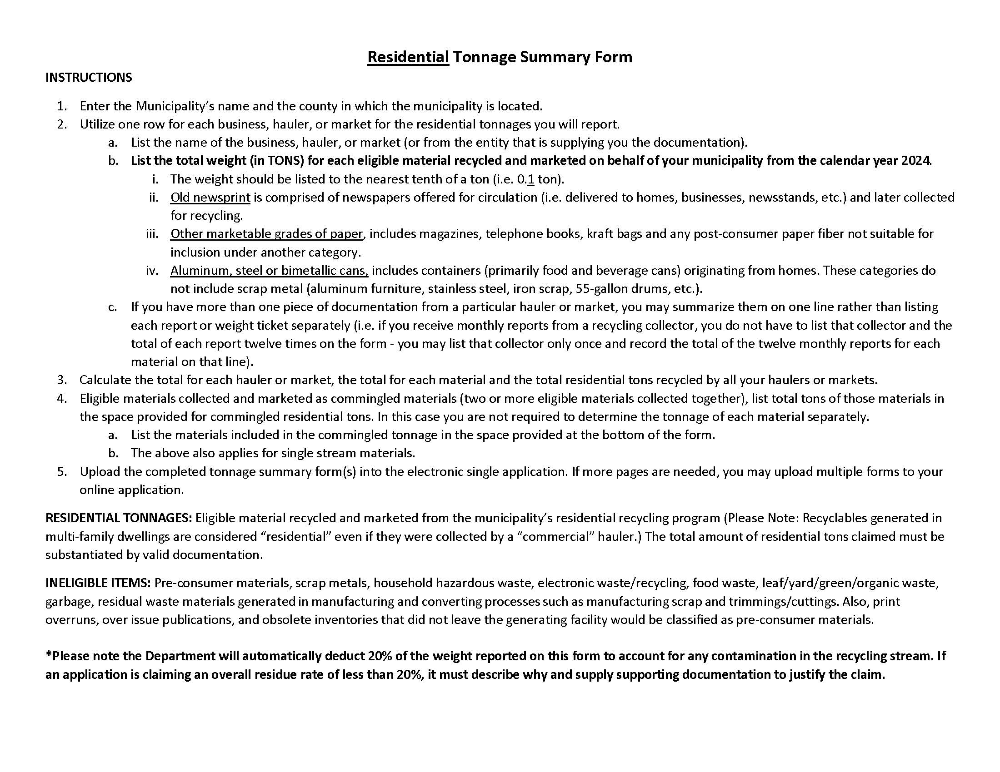 Residential Tonnage Summary Form
INSTRUCTIONS
1. Enter the Municipality’s name and the county in which the municipality is located.
2. Utilize one row for each business, hauler, or market for the residential tonnages you will report.
a. List the name of the business, hauler, or market (or from the entity that is supplying you the documentation).
b. List the total weight (in TONS) for each eligible material recycled and marketed on behalf of your municipality from the calendar year 2024.
i. The weight should be listed to the nearest tenth of a ton (i.e. 0.1 ton).
ii. Old newsprint is comprised of newspapers offered for circulation (i.e. delivered to homes, businesses, newsstands, etc.) and later collected
for recycling.
iii. Other marketable grades of paper, includes magazines, telephone books, kraft bags and any post-consumer paper fiber not suitable for
inclusion under another category.
iv. Aluminum, steel or bimetallic cans, includes containers (primarily food and beverage cans) originating from homes. These categories do
not include scrap metal (aluminum furniture, stainless steel, iron scrap, 55-gallon drums, etc.).
c. If you have more than one piece of documentation from a particular hauler or market, you may summarize them on one line rather than listing
each report or weight ticket separately (i.e. if you receive monthly reports from a recycling collector, you do not have to list that collector and the
total of each report twelve times on the form - you may list that collector only once and record the total of the twelve monthly reports for each
material on that line).
3. Calculate the total for each hauler or market, the total for each material and the total residential tons recycled by all your haulers or markets.
4. Eligible materials collected and marketed as commingled materials (two or more eligible materials collected together), list total tons of those materials in
the space provided for commingled residential tons. In this case you are not required to determine the tonnage of each material separately.
a. List the materials included in the commingled tonnage in the space provided at the bottom of the form.
b. The above also applies for single stream materials.
5. Upload the completed tonnage summary form(s) into the electronic single application. If more pages are needed, you may upload multiple forms to your
online application.
RESIDENTIAL TONNAGES: Eligible material recycled and marketed from the municipality’s residential recycling program (Please Note: Recyclables generated in
multi-family dwellings are considered “residential” even if they were collected by a “commercial” hauler.) The total amount of residential tons claimed must be
substantiated by valid documentation.
INELIGIBLE ITEMS: Pre-consumer materials, scrap metals, household hazardous waste, electronic waste/recycling, food waste, leaf/yard/green/organic waste,
garbage, residual waste materials generated in manufacturing and converting processes such as manufacturing scrap and trimmings/cuttings. Also, print
overruns, over issue publications, and obsolete inventories that did not leave the generating facility would be classified as pre-consumer materials.
*Please note the Department will automatically deduct 20% of the weight reported on this form to account for any contamination in the recycling stream. If
an application is claiming an overall residue rate of less than 20%, it must describe why and supply supporting documentation to justify the claim.